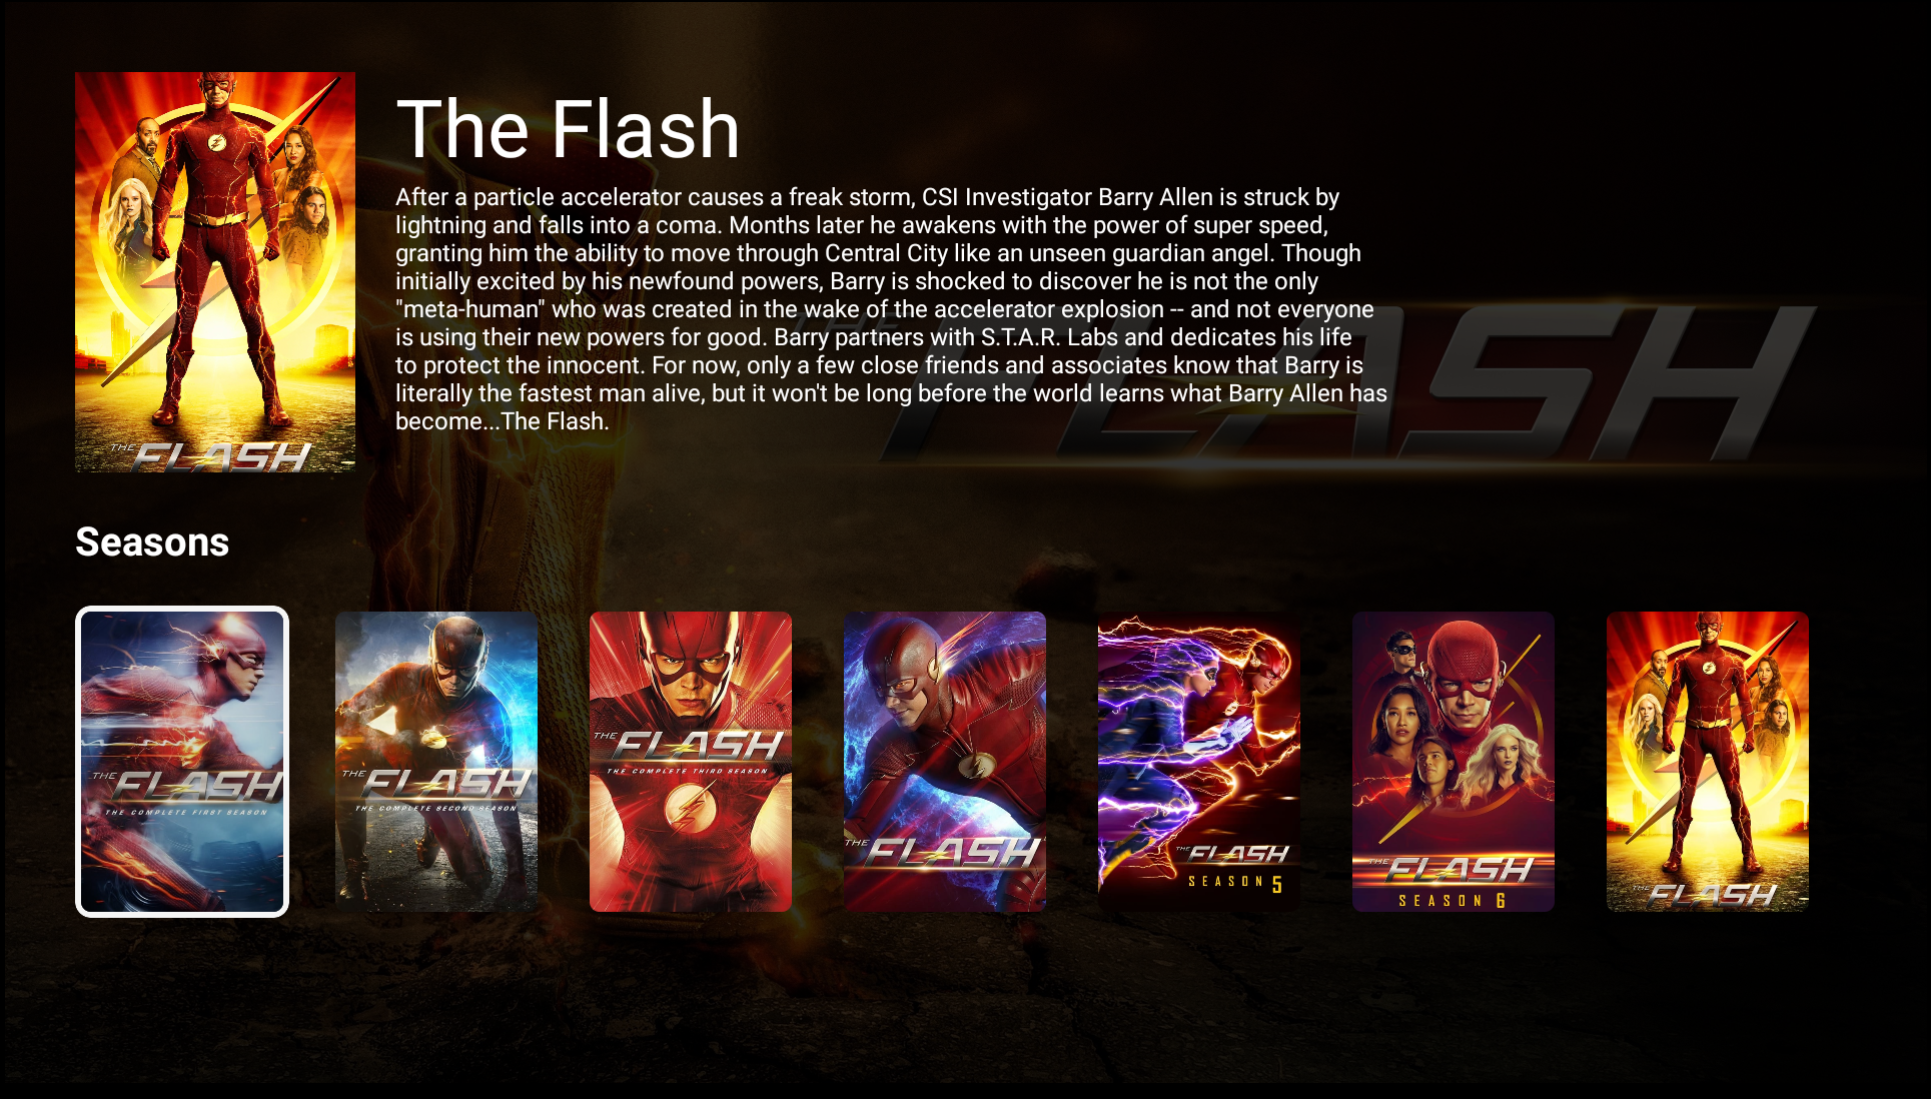 The Flash
After a particle accelerator causes a freak storm, CSI Investigator Barry Allen is struck by
lightning and falls into a coma. Months later he awakens with the power of super speed,
granting him the ability to move through Central City like an unseen guardian angel. Though
initially excited by his newfound powers, Barry is shocked to discover he is not the only
"meta-human" who was created in the wake of the accelerator explosion -- and not everyone
is using their new powers for good. Barry partners with S.T.A.R. Labs and dedicates his life
to protect the innocent. For now, only a few close friends and associates know that Barry is
literally the fastest man alive, but it won't be long before the world learns what Barry Allen has
become...The Flash.
THE FLASH
THE FLASH
Seasons
THE FLASH
THE COMPLETE FIRST SEASON
THE FLASH
THE COMPLETE SECOND SEASON
THE FLASH
THE COMPLETE THIRD SEASON
THE FLASH
THE FLASH
SEASON 5
THE FLASH
SEASON 6
THE FLASH